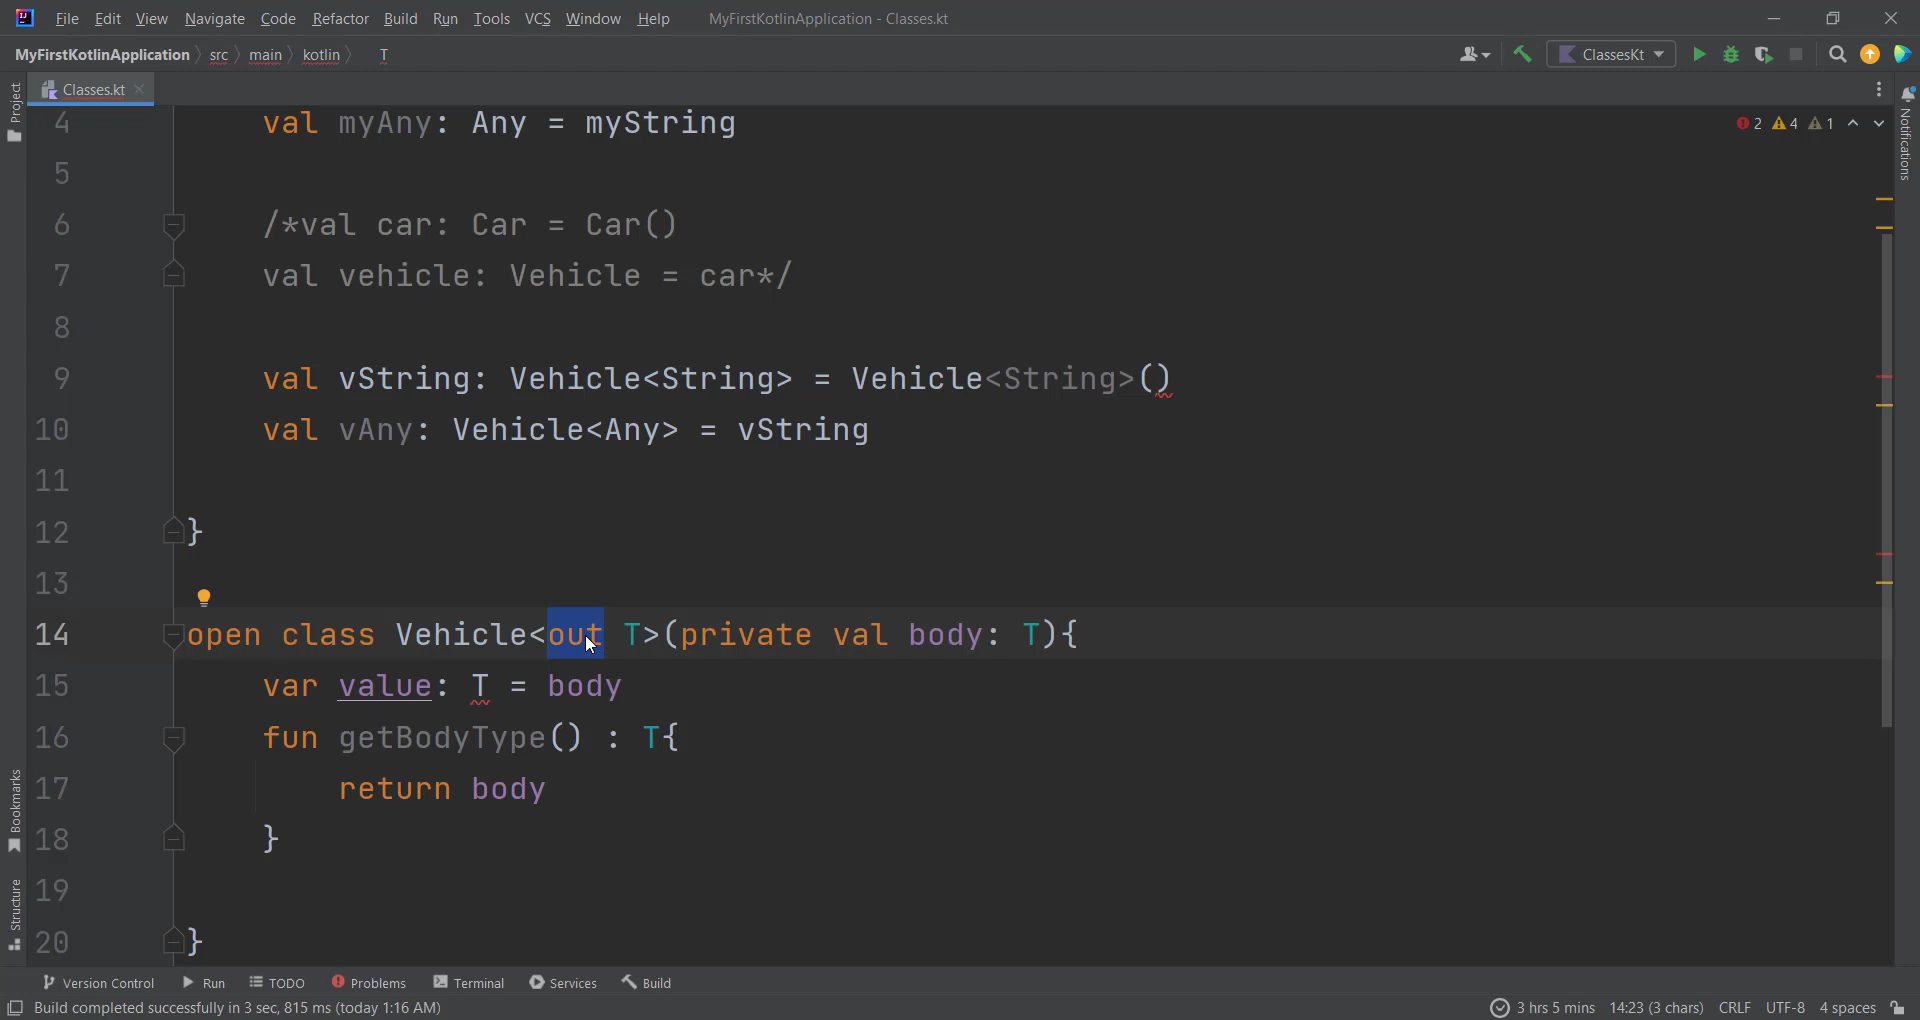 File Edit View Navigate Code Refactor Build Run Tools VCS Window Help MyFirstKotlinApplication - Classes.kt
MyFirstKotlinApplication src main kotlin T ClassesKt
Project
Classes.kt
Notifications
2 4 1
4 val myAny: Any = myString
5
6 /*val car: Car = Car()
7 val vehicle: Vehicle = car*/
8
9 val vString: Vehicle<String> = Vehicle<String>()
10 val vAny: Vehicle<Any> = vString
11
12 }
13
14 open class Vehicle<out T>(private val body: T){
15 var value: T = body
16 fun getBodyType() : T{
17 return body
18 }
19
20 }
Bookmarks
Structure
Version Control Run TODO Problems Terminal Services Build
Build completed successfully in 3 sec, 815 ms (today 1:16 AM) 3 hrs 5 mins 14:23 (3 chars) CRLF UTF-8 4 spaces